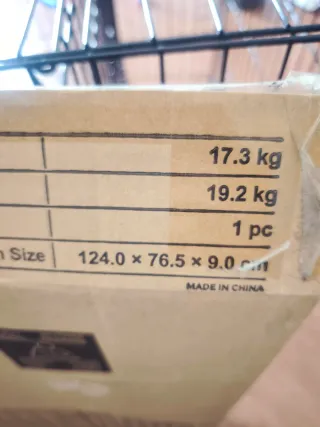 17.3 kg
19.2 kg
1 pc
Size 124.0 × 76.5 × 9.0 cm
MADE IN CHINA